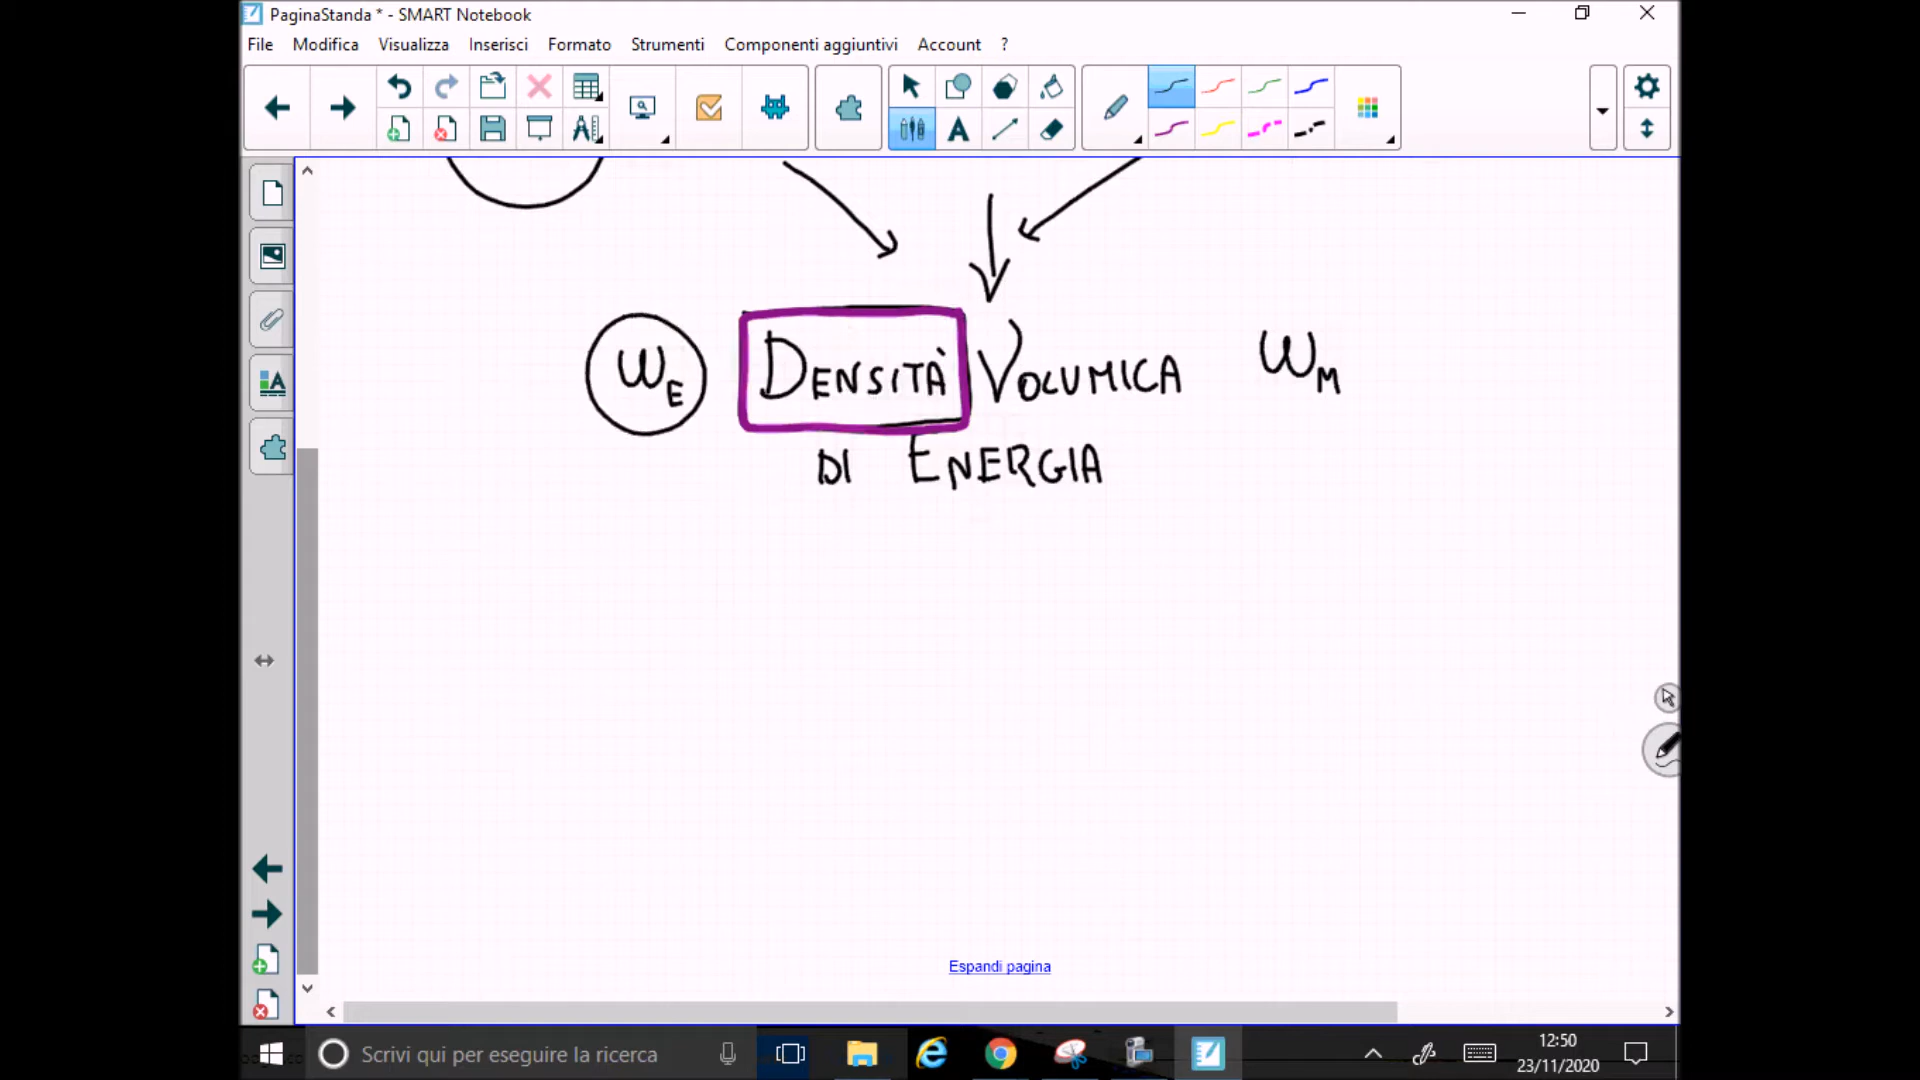 PaginaStanda * - SMART Notebook
File Modifica Visualizza Inserisci Formato Strumenti Componenti aggiuntivi Account ?
WE DENSITÀ VOLUMICA WM
DI ENERGIA
Espandi pagina
Scrivi qui per eseguire la ricerca
12:50
23/11/2020